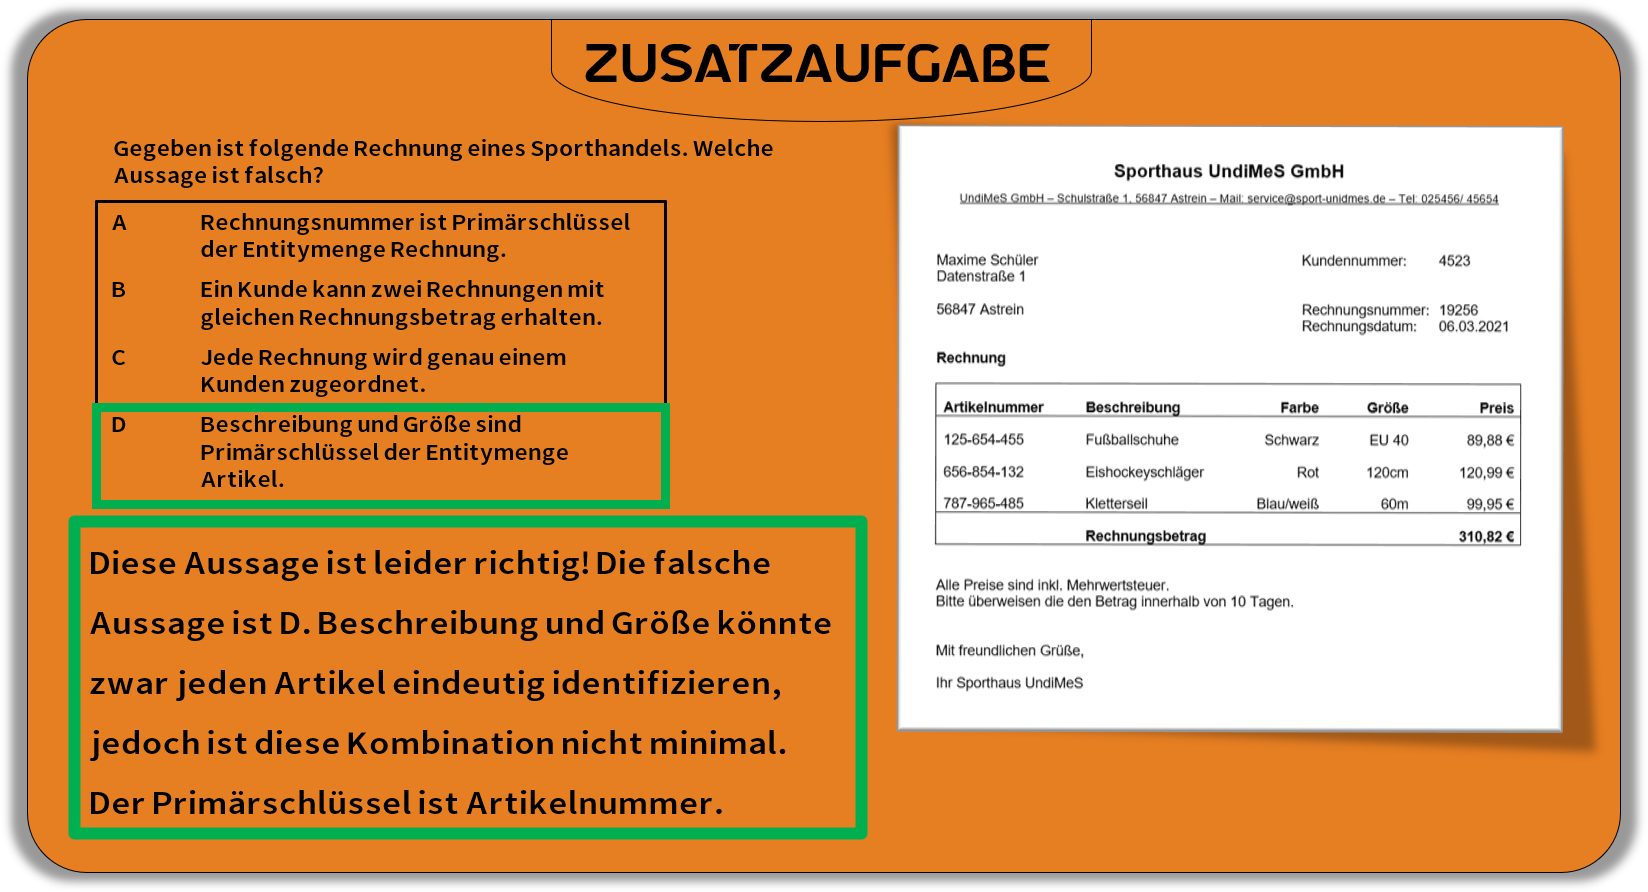 ZUSATZAUFGABE
Gegeben ist folgende Rechnung eines Sporthandels. Welche
Aussage ist falsch?
A Rechnungsnummer ist Primärschlüssel
der Entitymenge Rechnung.
B Ein Kunde kann zwei Rechnungen mit
gleichen Rechnungsbetrag erhalten.
C Jede Rechnung wird genau einem
Kunden zugeordnet.
D Beschreibung und Größe sind
Primärschlüssel der Entitymenge
Artikel.
Diese Aussage ist leider richtig! Die falsche
Aussage ist D. Beschreibung und Größe könnte
zwar jeden Artikel eindeutig identifizieren,
jedoch ist diese Kombination nicht minimal.
Der Primärschlüssel ist Artikelnummer.
Sporthaus UndiMeS GmbH
UndiMeS GmbH – Schulstraße 1, 56847 Astrein – Mail: service@sport-unidmes.de – Tel: 025456/ 45654
Maxime Schüler Kundennummer: 4523
Datenstraße 1
56847 Astrein Rechnungsnummer: 19256
Rechnungsdatum: 06.03.2021
Rechnung
Artikelnummer Beschreibung Farbe Größe Preis
125-654-455 Fußballschuhe Schwarz EU 40 89,88 €
656-854-132 Eishockeyschläger Rot 120cm 120,99 €
787-965-485 Kletterseil Blau/weiß 60m 99,95 €
Rechnungsbetrag 310,82 €
Alle Preise sind inkl. Mehrwertsteuer.
Bitte überweisen die den Betrag innerhalb von 10 Tagen.
Mit freundlichen Grüße,
Ihr Sporthaus UndiMeS